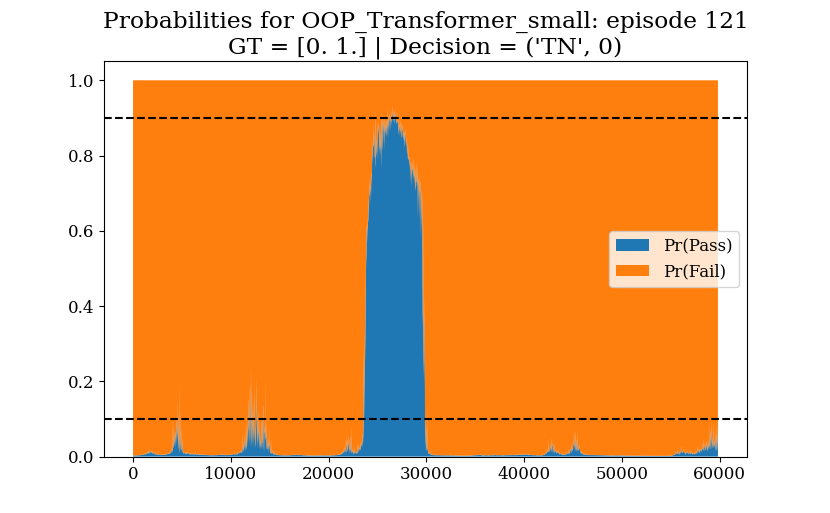 Probabilities for OOP_Transformer_small: episode 121
GT = [0. 1.] | Decision = ('TN', 0)
1.0
0.8
0.6
0.4
0.2
0.0
Pr(Pass)
Pr(Fail)
0 10000 20000 30000 40000 50000 60000